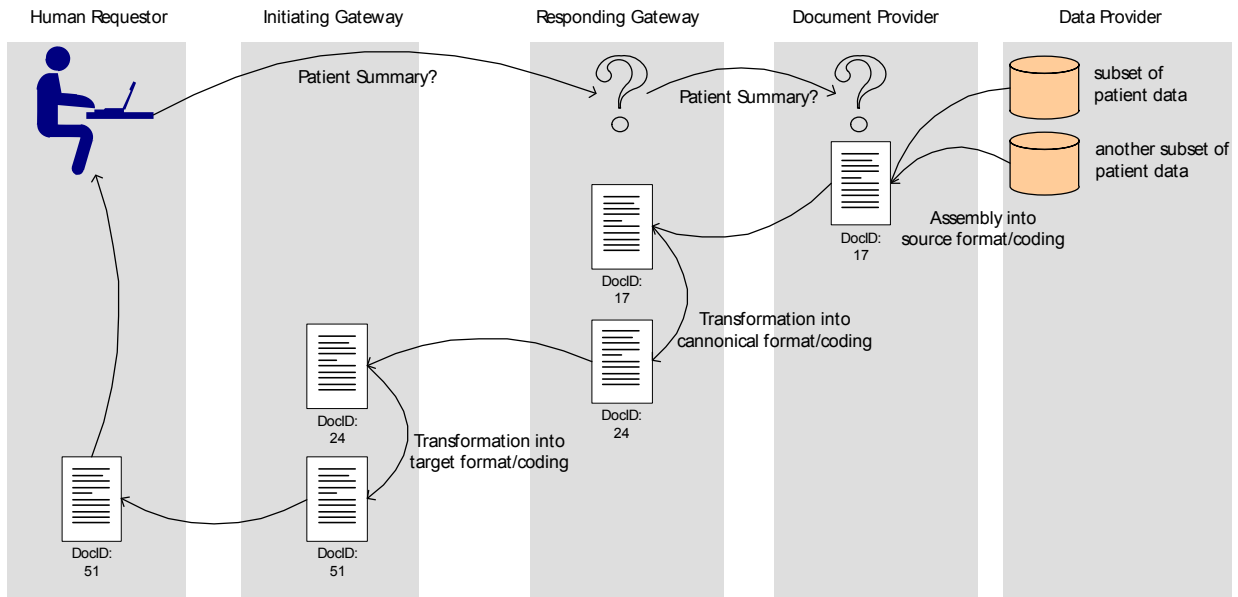 Human Requestor
Initiating Gateway
Responding Gateway
Document Provider
Data Provider
Patient Summary?
Patient Summary?
subset of
patient data
another subset of
patient data
Assembly into
source format/coding
DocID:
17
DocID:
17
Transformation into
cannonical format/coding
DocID:
24
DocID:
24
Transformation into
target format/coding
DocID:
51
DocID:
51